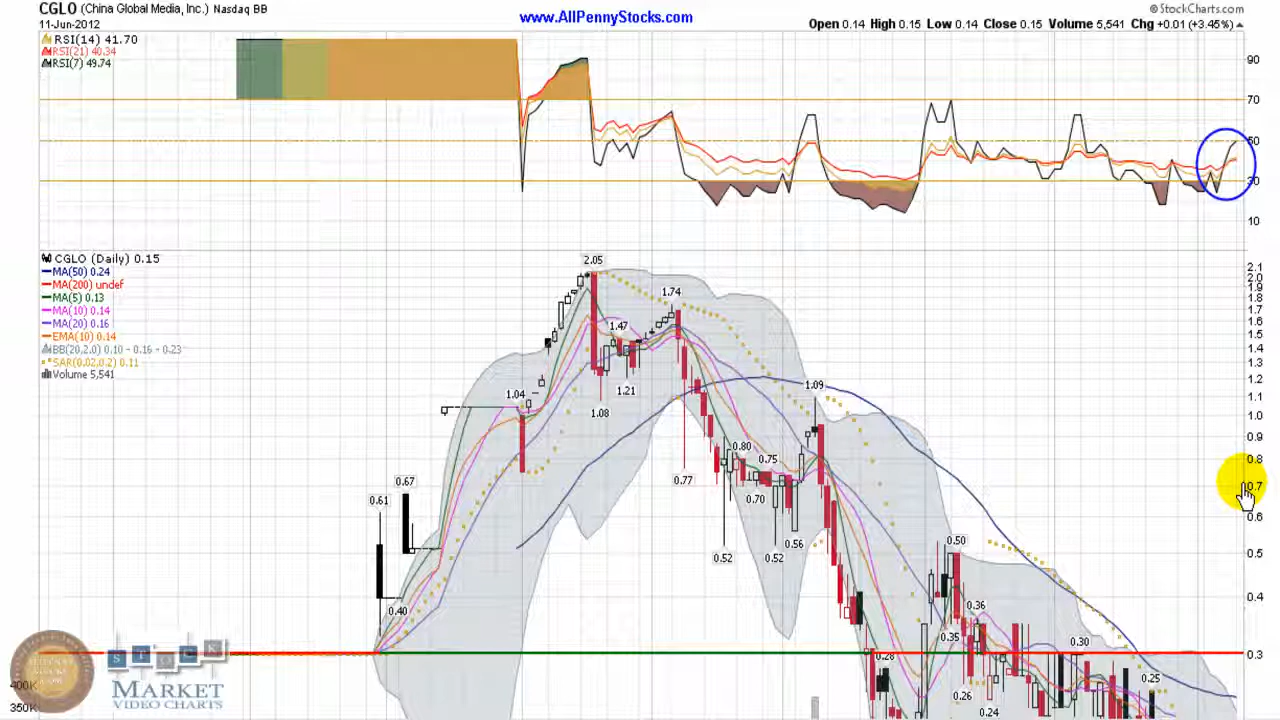 CGLO (China Global Media, Inc.) Nasdaq BB
www.AllPennyStocks.com
© StockCharts.com
11-Jun-2012
Open 0.14 High 0.15 Low 0.14 Close 0.15 Volume 5,541 Chg +0.01 (+3.45%)
RSI(14) 41.70
RSI(21) 40.34
RSI(7) 49.74
90
70
50
30
10
CGLO (Daily) 0.15
MA(50) 0.24
MA(200) undef
MA(5) 0.13
MA(10) 0.14
MA(20) 0.16
EMA(10) 0.14
BB(20,2.0) 0.10 - 0.16 - 0.23
SAR(0.02,0.2) 0.11
Volume 5,541
2.05
1.74
1.47
1.21
1.08
1.04
1.09
0.80
0.75
0.77
0.70
0.67
0.61
0.52
0.52
0.56
0.50
0.40
0.36
0.35
0.30
0.28
0.26
0.25
0.24
2.1
2.0
1.9
1.8
1.7
1.6
1.5
1.4
1.3
1.2
1.1
1.0
0.9
0.8
0.7
0.6
0.5
0.4
0.3
400K
350K
STOCK
MARKET
VIDEO CHARTS